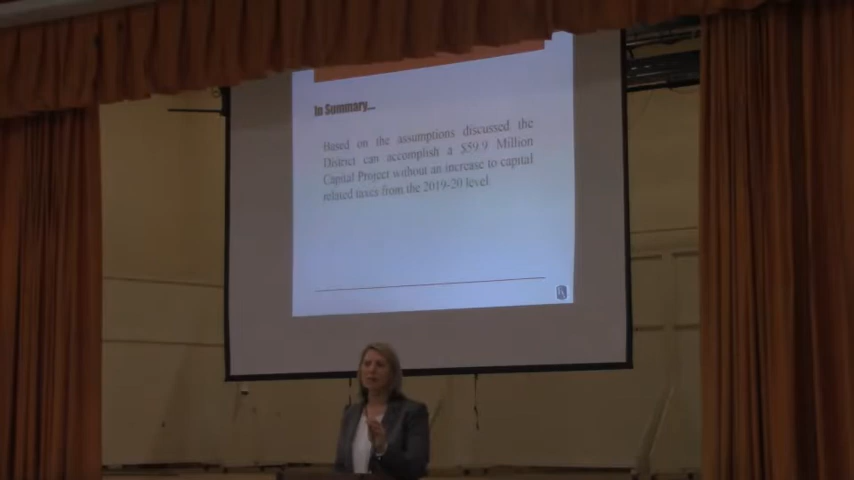 In Summary...
Based on the assumptions discussed the
District can accomplish a $59.9 Million
Capital Project without an increase to capital
related taxes from the 2019-20 level